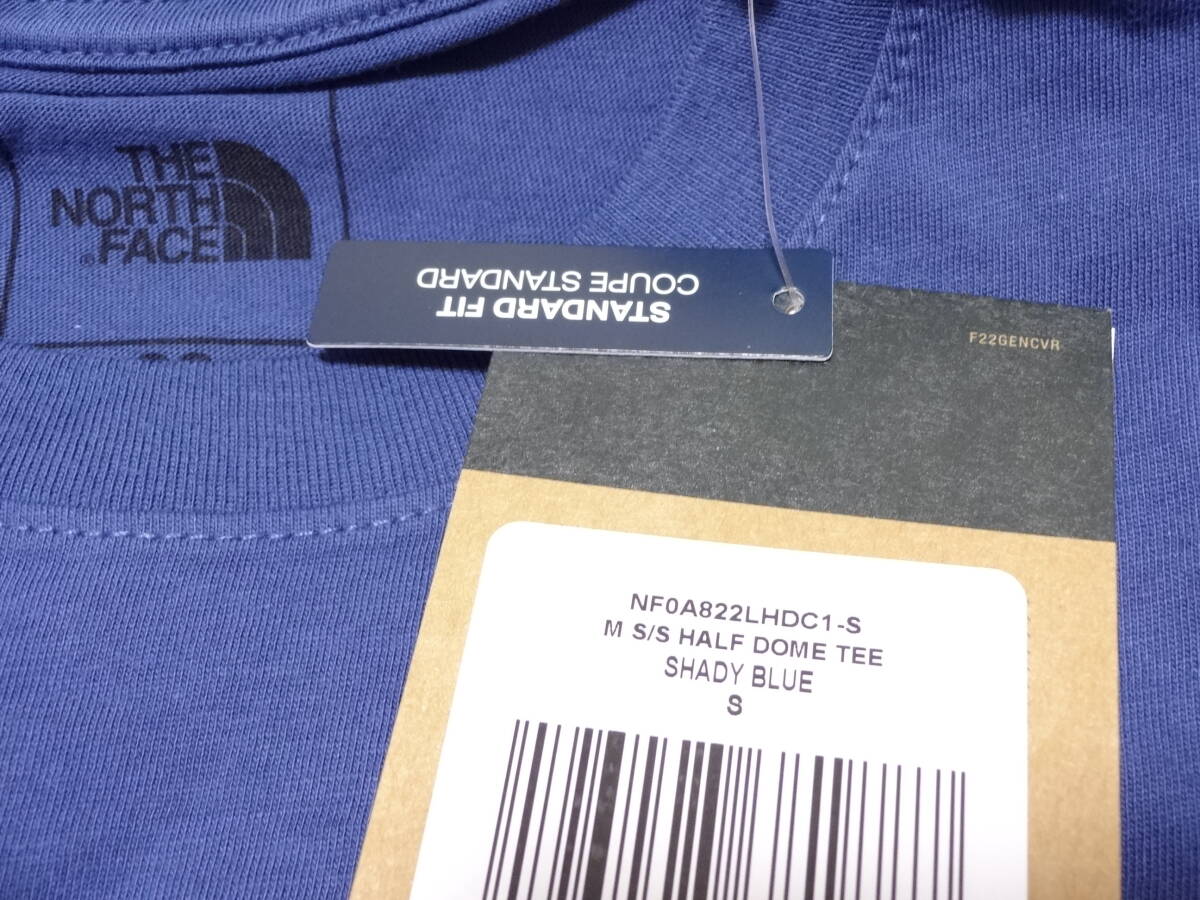 THE
NORTH
FACE
STANDARD FIT
COUPE STANDARD
F22GENCVR
NF0A822LHDC1-S
M S/S HALF DOME TEE
SHADY BLUE
S